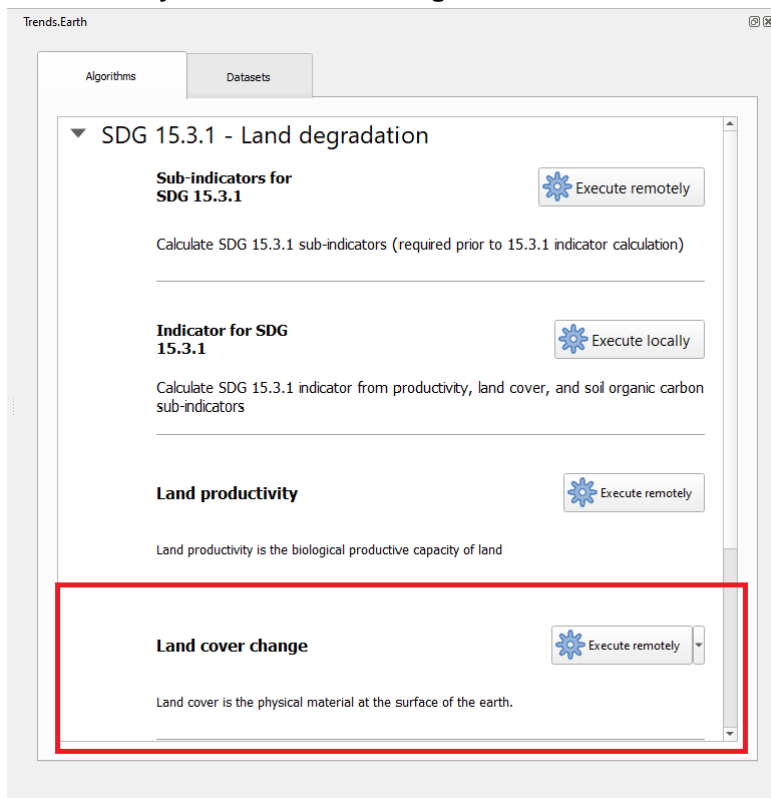 Trends.Earth
Algorithms
Datasets
SDG 15.3.1 - Land degradation
Sub-indicators for
SDG 15.3.1
Execute remotely
Calculate SDG 15.3.1 sub-indicators (required prior to 15.3.1 indicator calculation)
Indicator for SDG
15.3.1
Execute locally
Calculate SDG 15.3.1 indicator from productivity, land cover, and soil organic carbon
sub-indicators
Land productivity
Execute remotely
Land productivity is the biological productive capacity of land
Land cover change
Execute remotely
Land cover is the physical material at the surface of the earth.